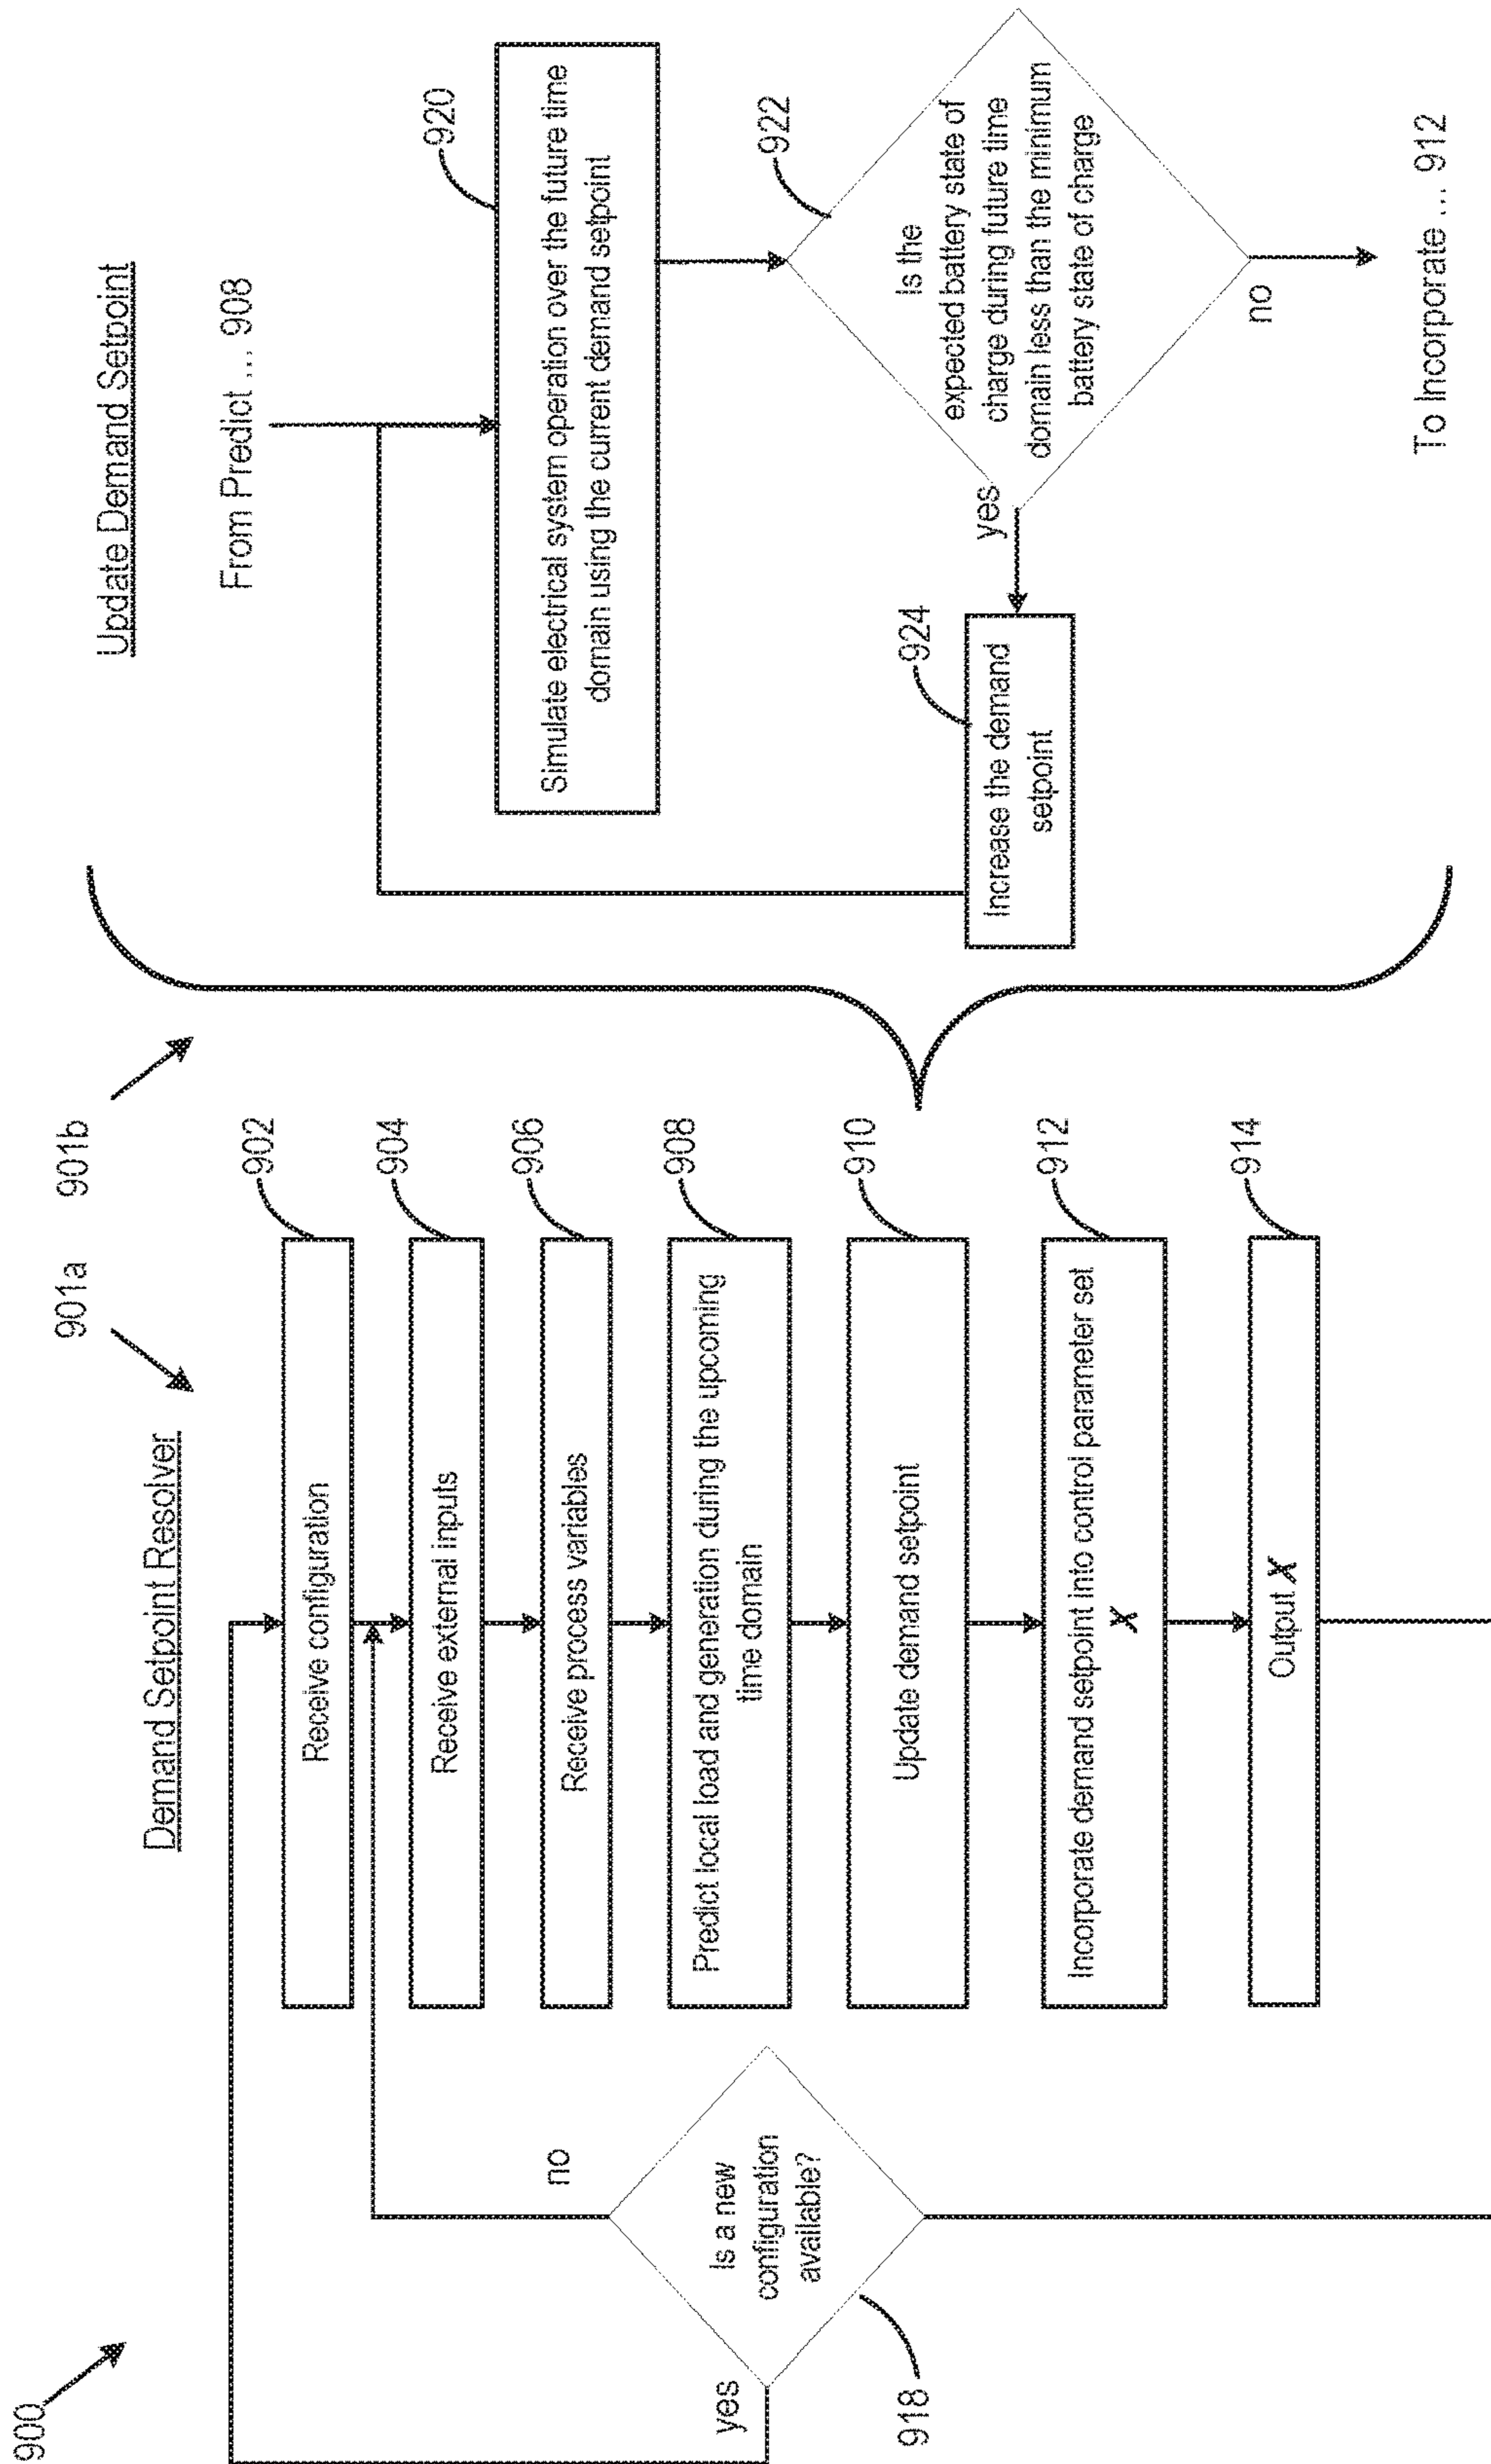 900
901a
901b
Demand Setpoint Resolver
902
Receive configuration
904
Receive external inputs
906
Receive process variables
908
Predict local load and generation during the upcoming
time domain
910
Update demand setpoint
912
Incorporate demand setpoint into control parameter set
X
914
Output X
Is a new
configuration
available?
yes
no
918
Update Demand Setpoint
From Predict ... 908
920
Simulate electrical system operation over the future time
domain using the current demand setpoint
922
Is the
expected battery state of
charge during future time
domain less than the minimum
battery state of charge
yes
no
924
Increase the demand
setpoint
To Incorporate ... 912